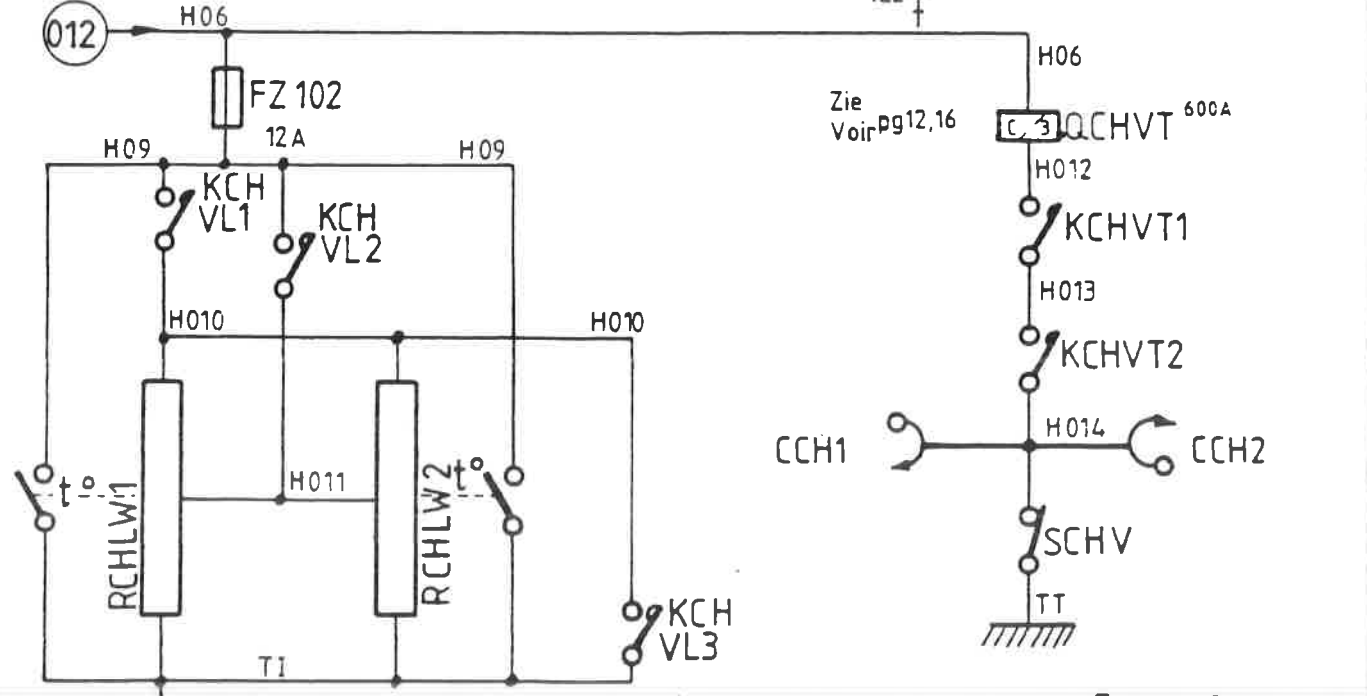 012
H06
H06
FZ 102
Zie
Voir pg12,16
QCHVT 600A
12A
H09
H09
H012
KCH
VL1
KCH
VL2
KCHVT1
H013
H010
H010
KCHVT2
H014
CCH1
CCH2
t°
H011
t°
RCHLW1
RCHLW2
SCHV
TT
KCH
VL3
TI